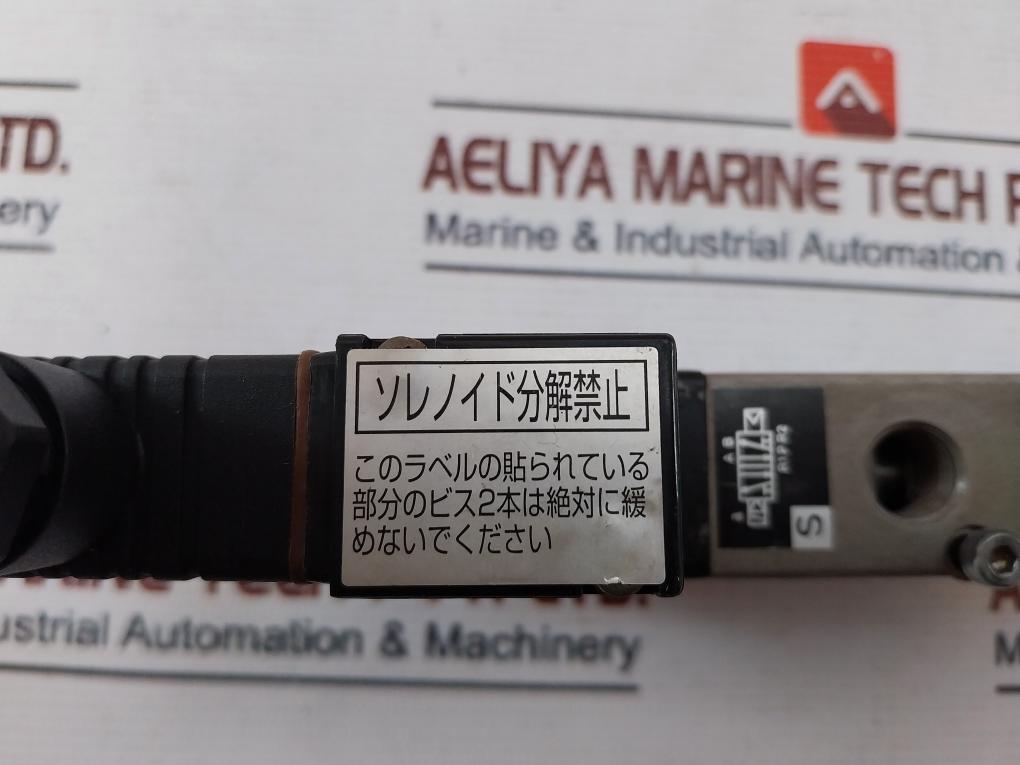 TD.
ery
AELIYA MARINE TECH P
Marine & Industrial Automation &
ソレノイド分解禁止
このラベルの貼られている
部分のビス2本は絶対に緩
めないでください
A B
R1 P R2
S
ustrial Automation & Machinery